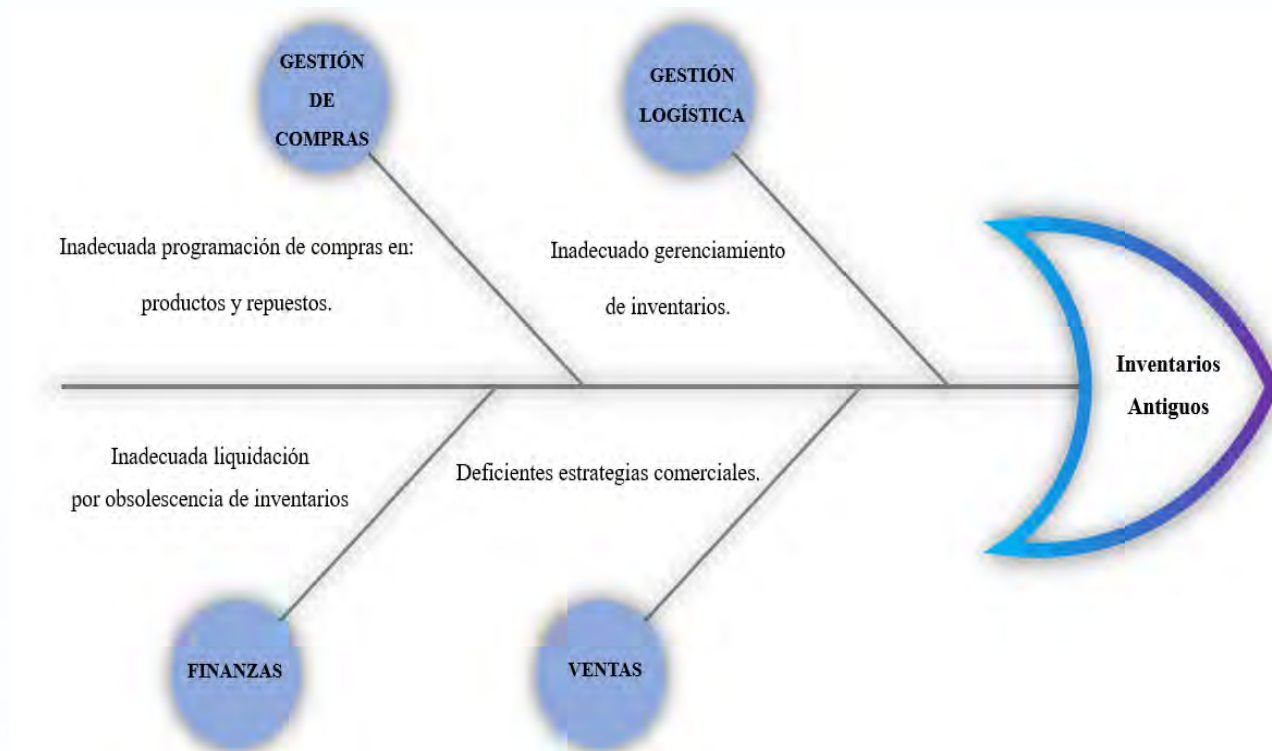 GESTIÓN
DE
COMPRAS
GESTIÓN
LOGÍSTICA
Inadecuada programación de compras en:
productos y repuestos.
Inadecuado gerenciamiento
de inventarios.
Inventarios
Antiguos
Inadecuada liquidación
por obsolescencia de inventarios
Deficientes estrategias comerciales.
FINANZAS
VENTAS